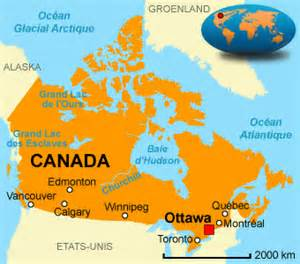 Océan
Glacial Arctique
GROENLAND
ALASKA
Grand Lac
de l'Ours
Grand Lac
des Esclaves
Océan
Atlantique
Baie
d'Hudson
CANADA
Churchill
Edmonton
Vancouver
Calgary
Winnipeg
Ottawa
Québec
Montréal
Toronto
ETATS-UNIS
2000 km